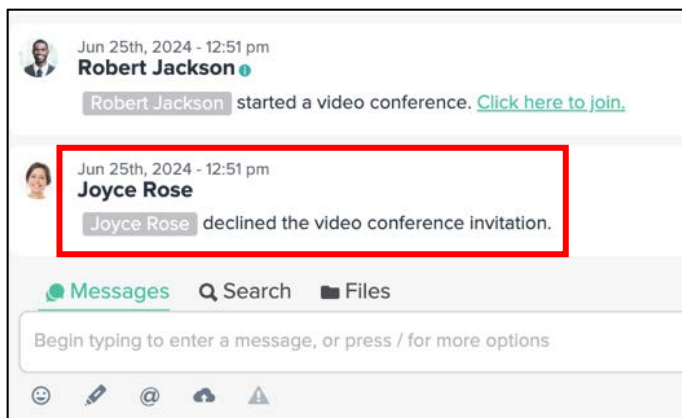 Jun 25th, 2024 - 12:51 pm
Robert Jackson
Robert Jackson started a video conference. Click here to join.
Jun 25th, 2024 - 12:51 pm
Joyce Rose
Joyce Rose declined the video conference invitation.
Messages Search Files
Begin typing to enter a message, or press / for more options
@